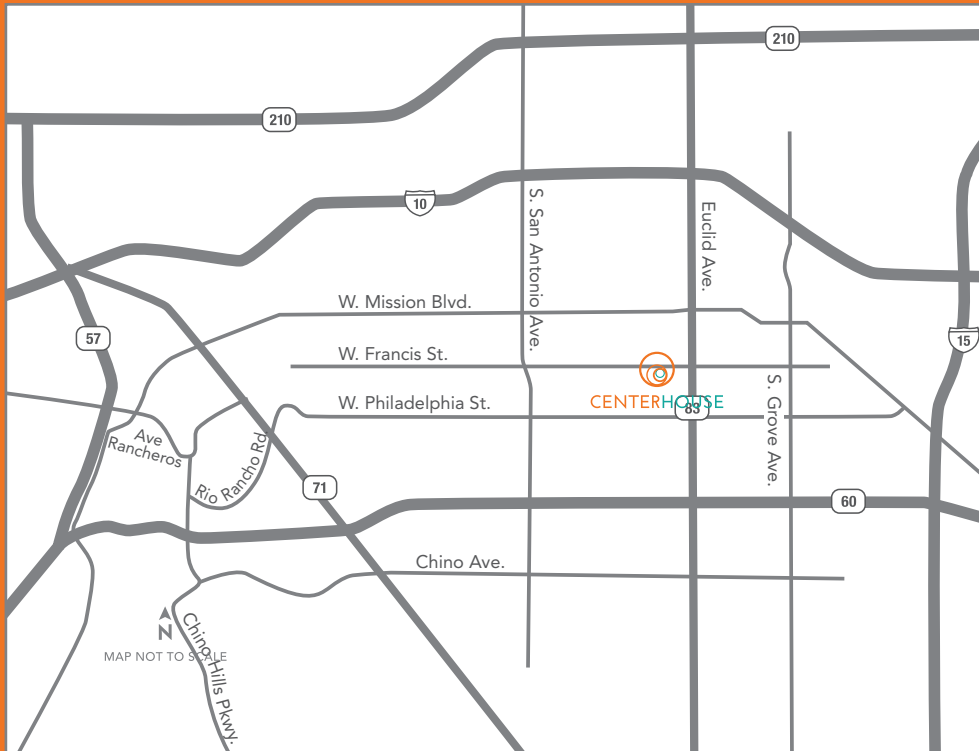 210
210
10
S. San Antonio Ave.
Euclid Ave.
W. Mission Blvd.
57
15
W. Francis St.
S. Grove Ave.
CENTERHOUSE
W. Philadelphia St.
83
Ave
Rancheros
Rio Rancho Rd
71
60
Chino Ave.
N
MAP NOT TO SCALE
Chino Hills Pkwy.